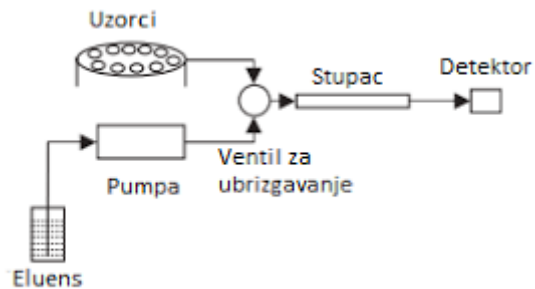 Uzorci
Stupac
Detektor
Ventil za
ubrizgavanje
Pumpa
Eluens